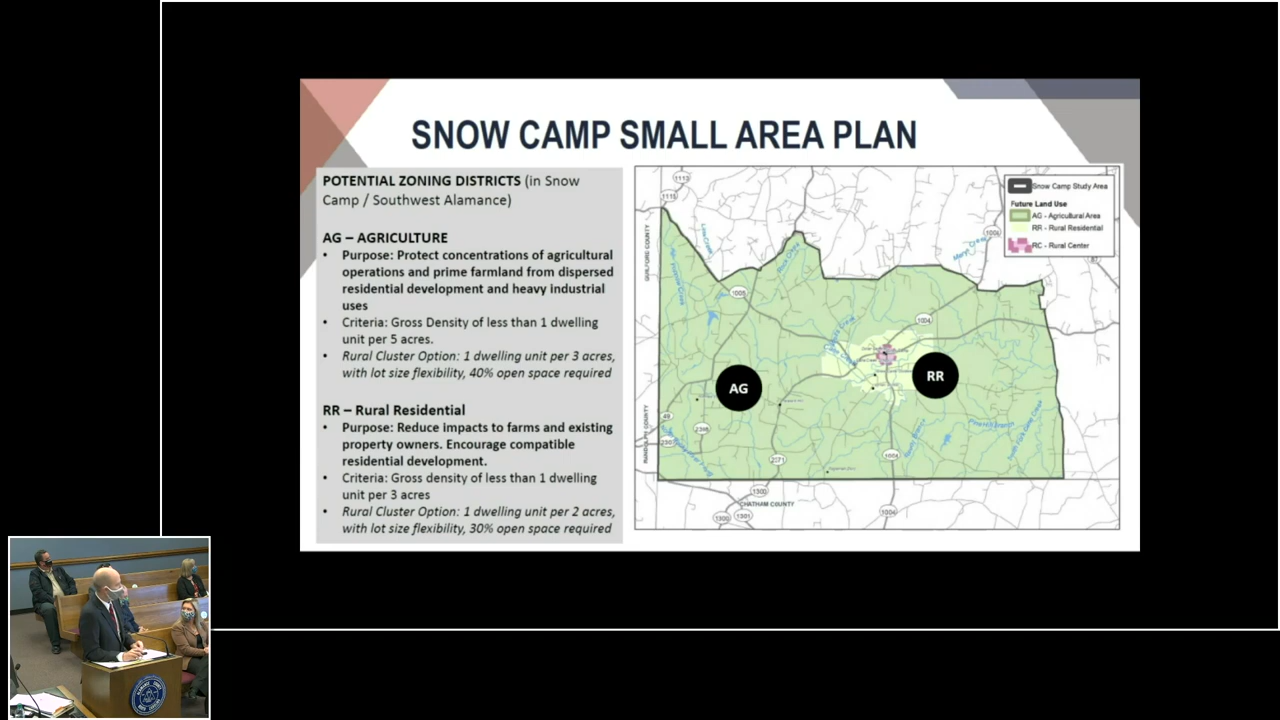 SNOW CAMP SMALL AREA PLAN
POTENTIAL ZONING DISTRICTS (in Snow
Camp / Southwest Alamance)
AG – AGRICULTURE
• Purpose: Protect concentrations of agricultural
operations and prime farmland from dispersed
residential development and heavy industrial
uses
• Criteria: Gross Density of less than 1 dwelling
unit per 5 acres.
• Rural Cluster Option: 1 dwelling unit per 3 acres,
with lot size flexibility, 40% open space required
RR – Rural Residential
• Purpose: Reduce impacts to farms and existing
property owners. Encourage compatible
residential development.
• Criteria: Gross density of less than 1 dwelling
unit per 3 acres
• Rural Cluster Option: 1 dwelling unit per 2 acres,
with lot size flexibility, 30% open space required
Snow Camp Study Area
Future Land Use
AG - Agricultural Area
RR - Rural Residential
RC - Rural Center
1113
1004
87
GUILFORD COUNTY
1005
1004
AG
RR
49
2371
RANDOLPH COUNTY
1300
CHATHAM COUNTY
1301
1004